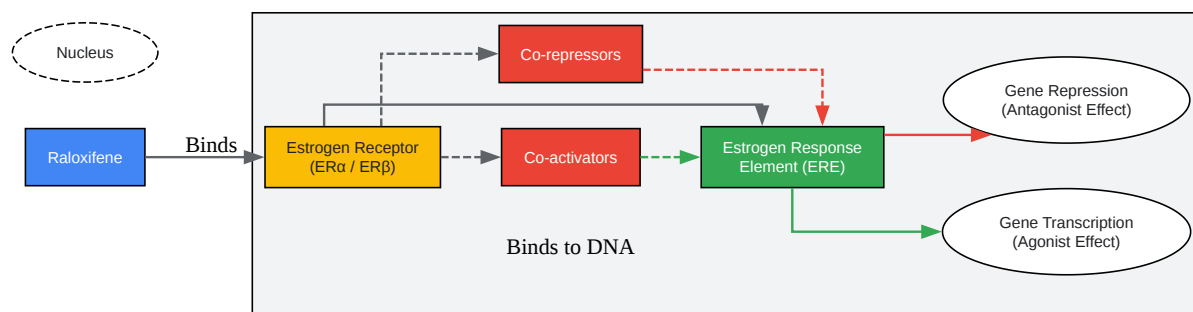 Nucleus
Co-repressors
Gene Repression
(Antagonist Effect)
Raloxifene
Binds
Estrogen Receptor
(ERα / ERβ)
Co-activators
Estrogen Response
Element (ERE)
Gene Transcription
(Agonist Effect)
Binds to DNA